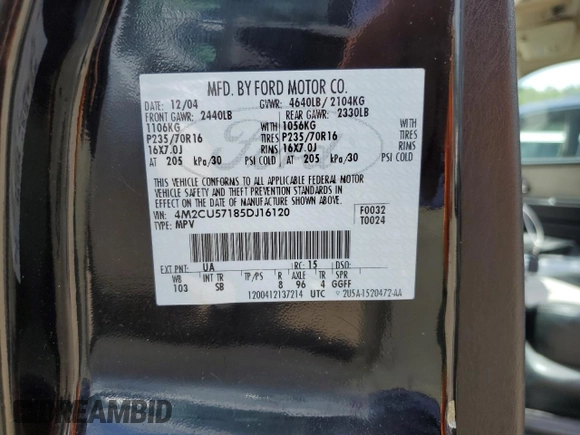 MFD. BY FORD MOTOR CO.
DATE: 12/04 GVWR: 4640LB/ 2104KG
FRONT GAWR: 2440LB REAR GAWR: 2330LB
1106KG WITH 1056KG WITH
P235/70R16 TIRES P235/70R16 TIRES
16X7.0J RIMS 16X7.0J RIMS
AT 205 kPa/30 PSI COLD AT 205 kPa/30 PSI COLD
THIS VEHICLE CONFORMS TO ALL APPLICABLE FEDERAL MOTOR
VEHICLE SAFETY AND THEFT PREVENTION STANDARDS IN
EFFECT ON THE DATE OF MANUFACTURE SHOWN ABOVE.
VIN: 4M2CU57185DJ16120 F0032
TYPE: MPV T0024
EXT PNT: UA RC: 15 DSO:
WB INT TR TP/PS R AXLE TR SPR
103 SB 8 96 4 GGFF
1200412137214 UTC 2U5A-1520472-AA
Ford
DREAMBID